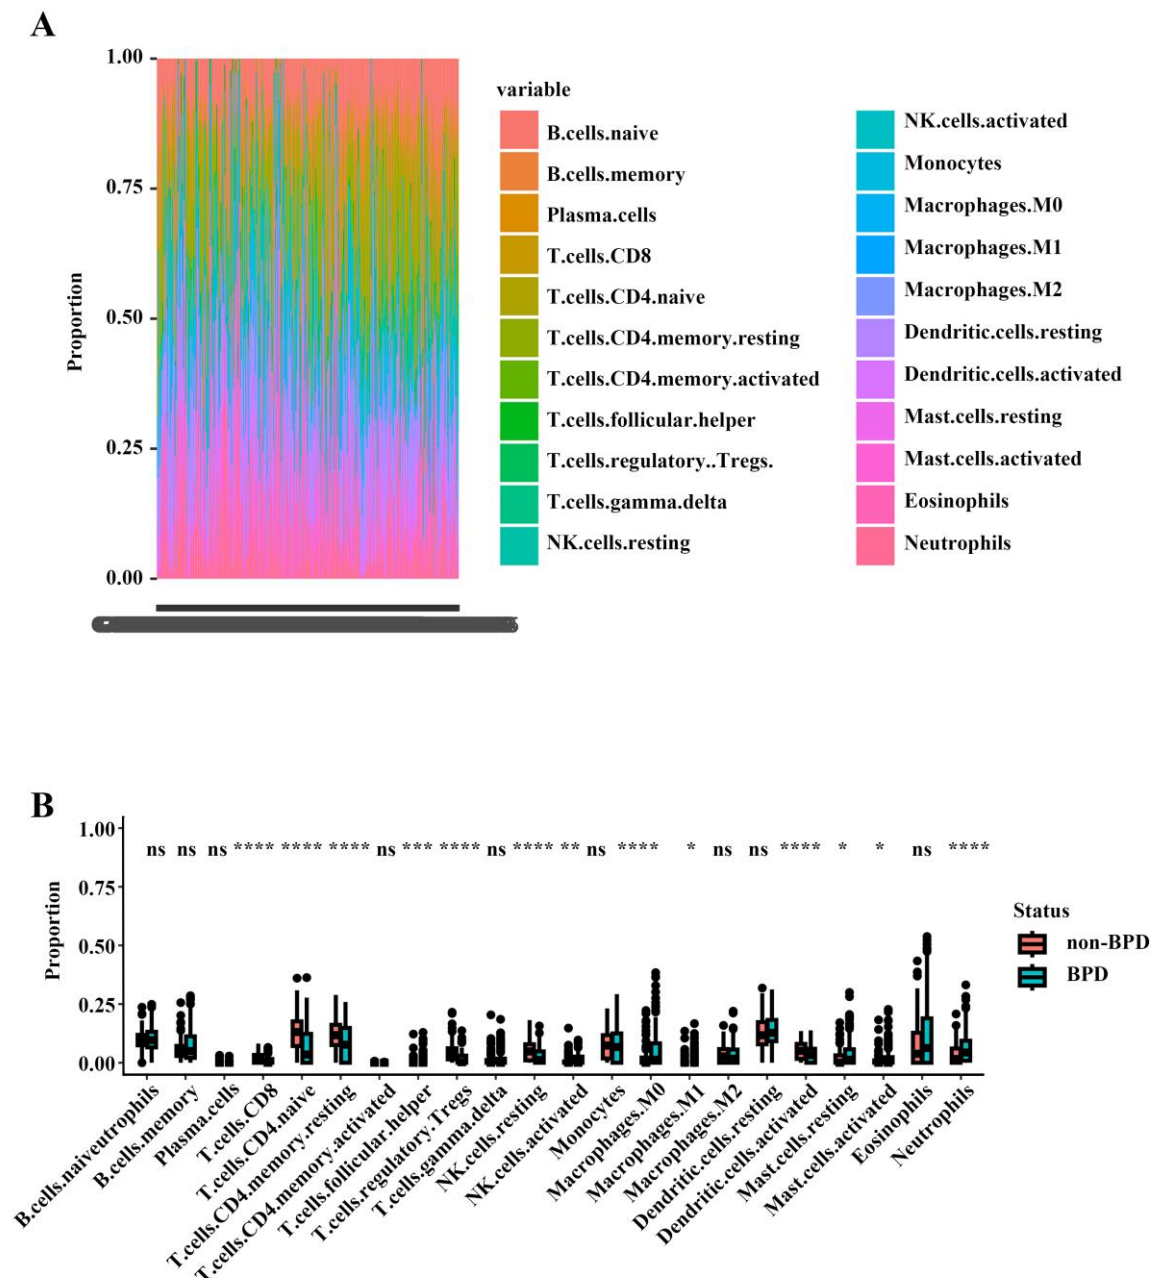 A
1.00
0.75
0.50
0.25
0.00
Proportion
variable
B.cells.naive
B.cells.memory
Plasma.cells
T.cells.CD8
T.cells.CD4.naive
T.cells.CD4.memory.resting
T.cells.CD4.memory.activated
T.cells.follicular.helper
T.cells.regulatory..Tregs.
T.cells.gamma.delta
NK.cells.resting
NK.cells.activated
Monocytes
Macrophages.M0
Macrophages.M1
Macrophages.M2
Dendritic.cells.resting
Dendritic.cells.activated
Mast.cells.resting
Mast.cells.activated
Eosinophils
Neutrophils
B
1.00
0.75
0.50
0.25
0.00
Proportion
ns ns ns **** **** **** ns *** **** ns **** ** ns **** * ns ns **** * * ns ****
B.cells.naiveneutrophils
B.cells.memory
Plasma.cells
T.cells.CD8
T.cells.CD4.naive
T.cells.CD4.memory.resting
T.cells.CD4.memory.activated
T.cells.follicular.helper
T.cells.regulatory.Tregs
T.cells.gamma.delta
NK.cells.resting
NK.cells.activated
Monocytes
Macrophages.M0
Macrophages.M1
Macrophages.M2
Dendritic.cells.resting
Dendritic.cells.activated
Mast.cells.resting
Mast.cells.activated
Eosinophils
Neutrophils
Status
non-BPD
BPD